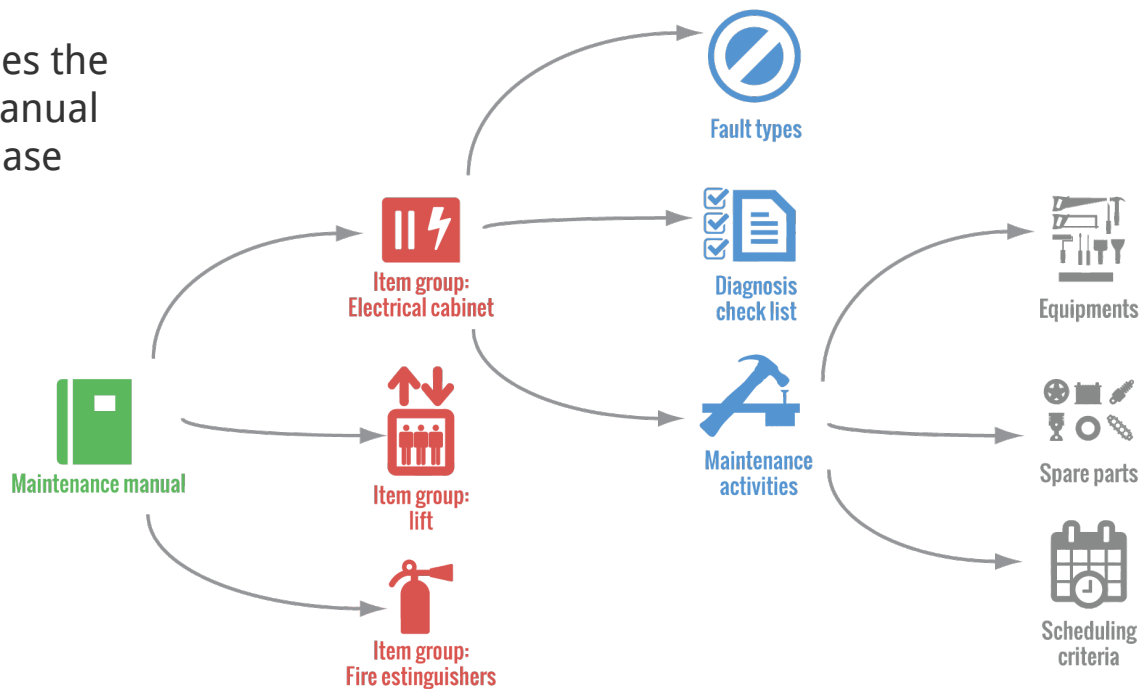 es the
anual
ase
Fault types
Item group:
Electrical cabinet
Diagnosis
check list
Equipments
Maintenance manual
Item group:
lift
Maintenance
activities
Spare parts
Item group:
Fire estinguishers
Scheduling
criteria